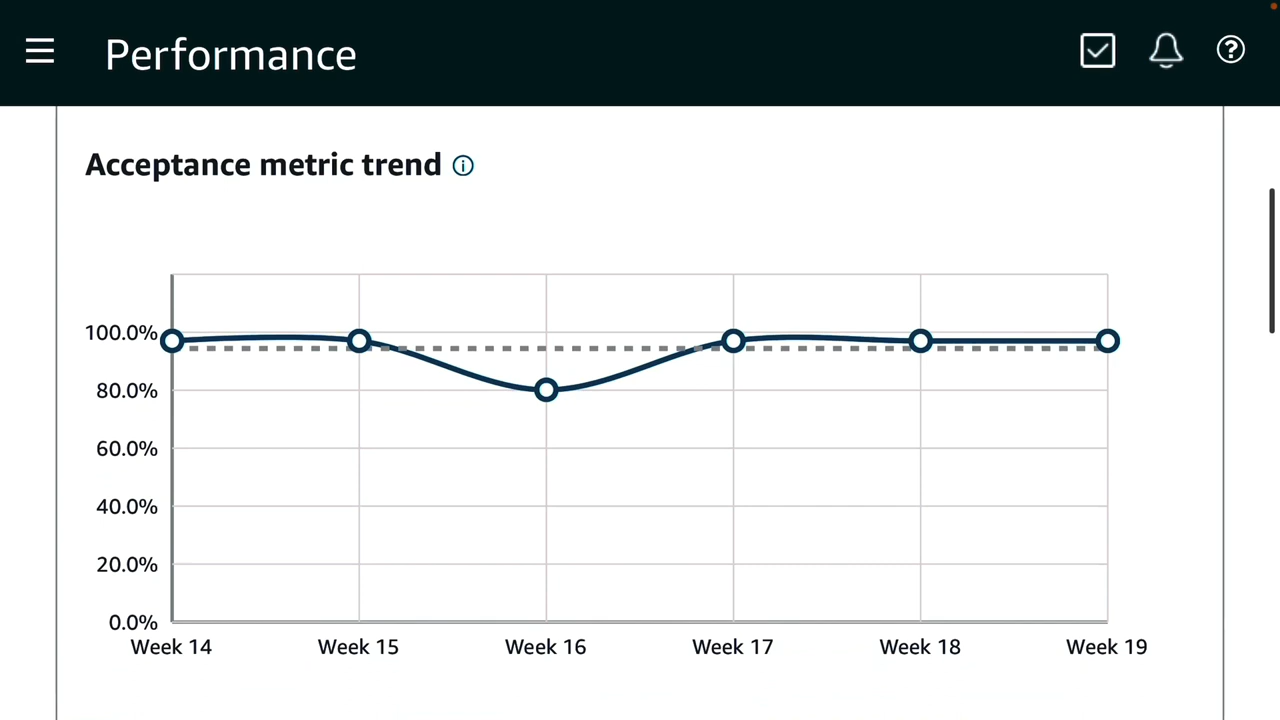 Performance
Acceptance metric trend
100.0%
80.0%
60.0%
40.0%
20.0%
0.0%
Week 14 Week 15 Week 16 Week 17 Week 18 Week 19